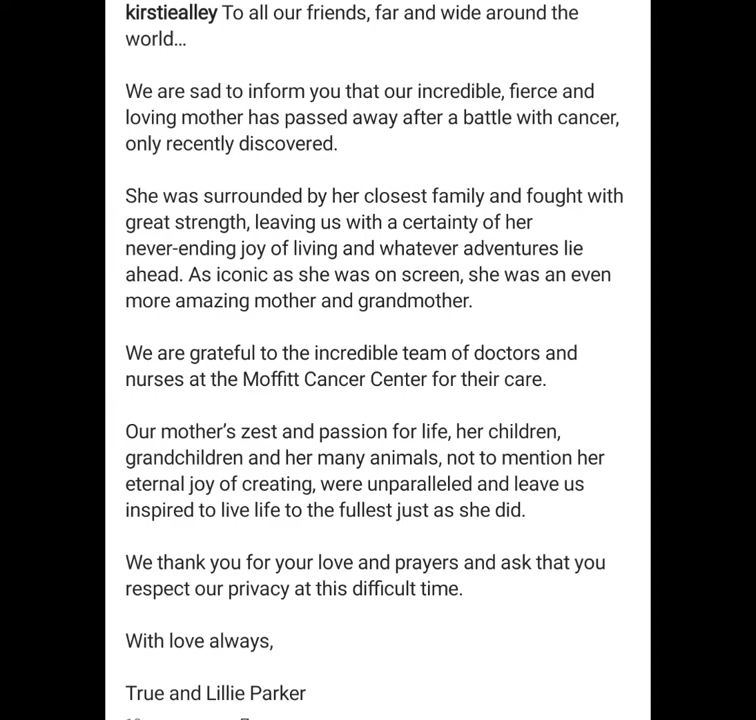 kirstiealley To all our friends, far and wide around the
world...
We are sad to inform you that our incredible, fierce and
loving mother has passed away after a battle with cancer,
only recently discovered.
She was surrounded by her closest family and fought with
great strength, leaving us with a certainty of her
never-ending joy of living and whatever adventures lie
ahead. As iconic as she was on screen, she was an even
more amazing mother and grandmother.
We are grateful to the incredible team of doctors and
nurses at the Moffitt Cancer Center for their care.
Our mother’s zest and passion for life, her children,
grandchildren and her many animals, not to mention her
eternal joy of creating, were unparalleled and leave us
inspired to live life to the fullest just as she did.
We thank you for your love and prayers and ask that you
respect our privacy at this difficult time.
With love always,
True and Lillie Parker